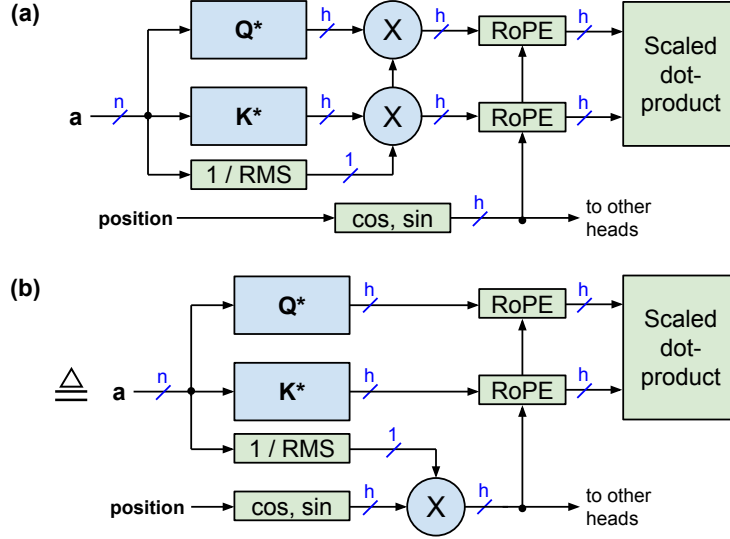 (a)
Q*
h
X
h
RoPE
h
Scaled
dot-
product
a
n
K*
h
X
h
RoPE
h
1 / RMS
1
position
cos, sin
h
to other
heads
(b)
Q*
h
RoPE
h
Scaled
dot-
product
≜
a
n
K*
h
RoPE
h
1 / RMS
1
position
cos, sin
h
X
h
to other
heads